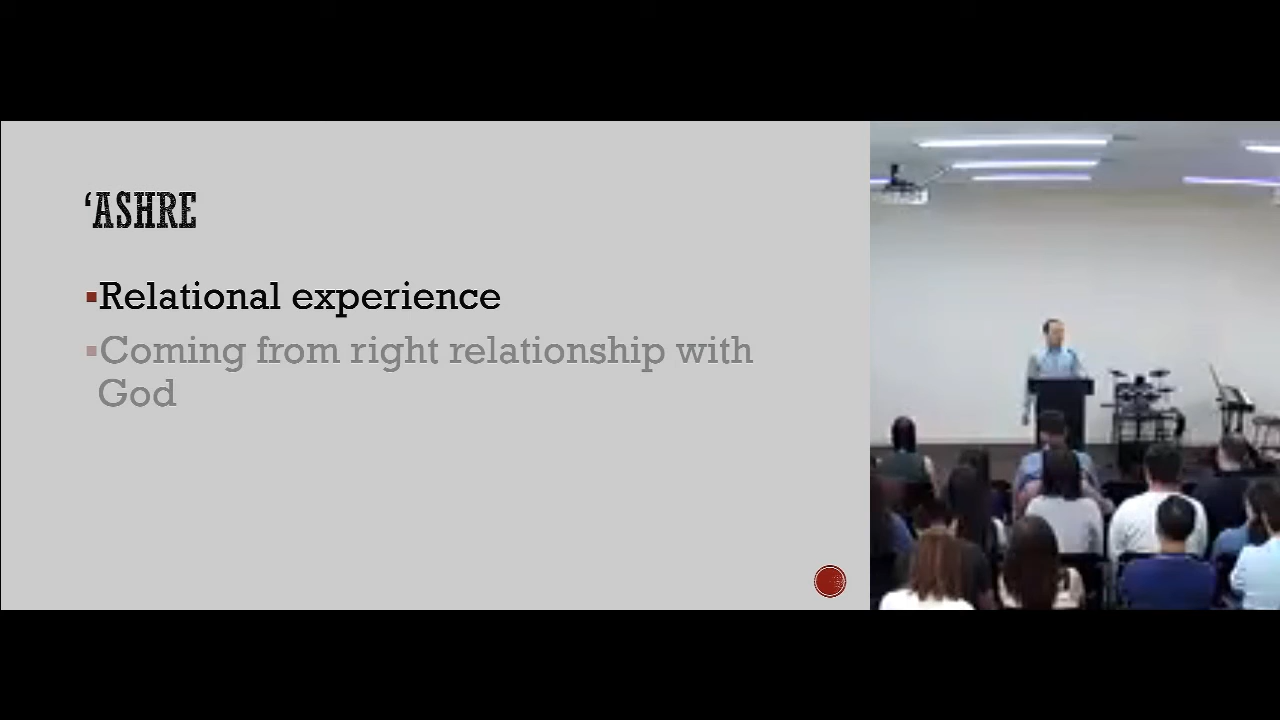 ‘ASHRE
▪Relational experience
▪Coming from right relationship with
God